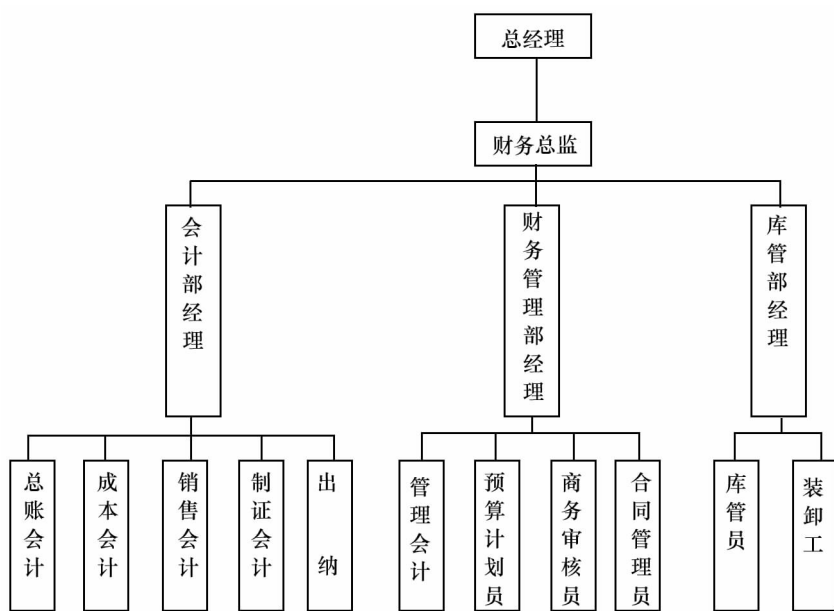 总经理
财务总监
会计部经理
财务管理部经理
库管部经理
总账会计
成本会计
销售会计
制证会计
出纳
管理会计
预算计划员
商务审核员
合同管理员
库管员
装卸工